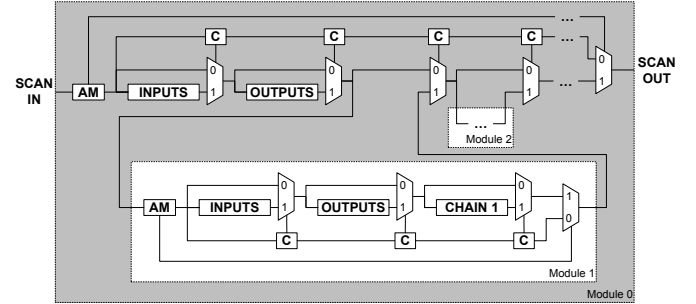 ...
C C C C ...
SCAN IN
AM
INPUTS
0 1
OUTPUTS
0 1
0 1
0 1
...
0 1
SCAN OUT
...
Module 2
AM
INPUTS
0 1
OUTPUTS
0 1
CHAIN 1
0 1
1 0
C C C
Module 1
Module 0